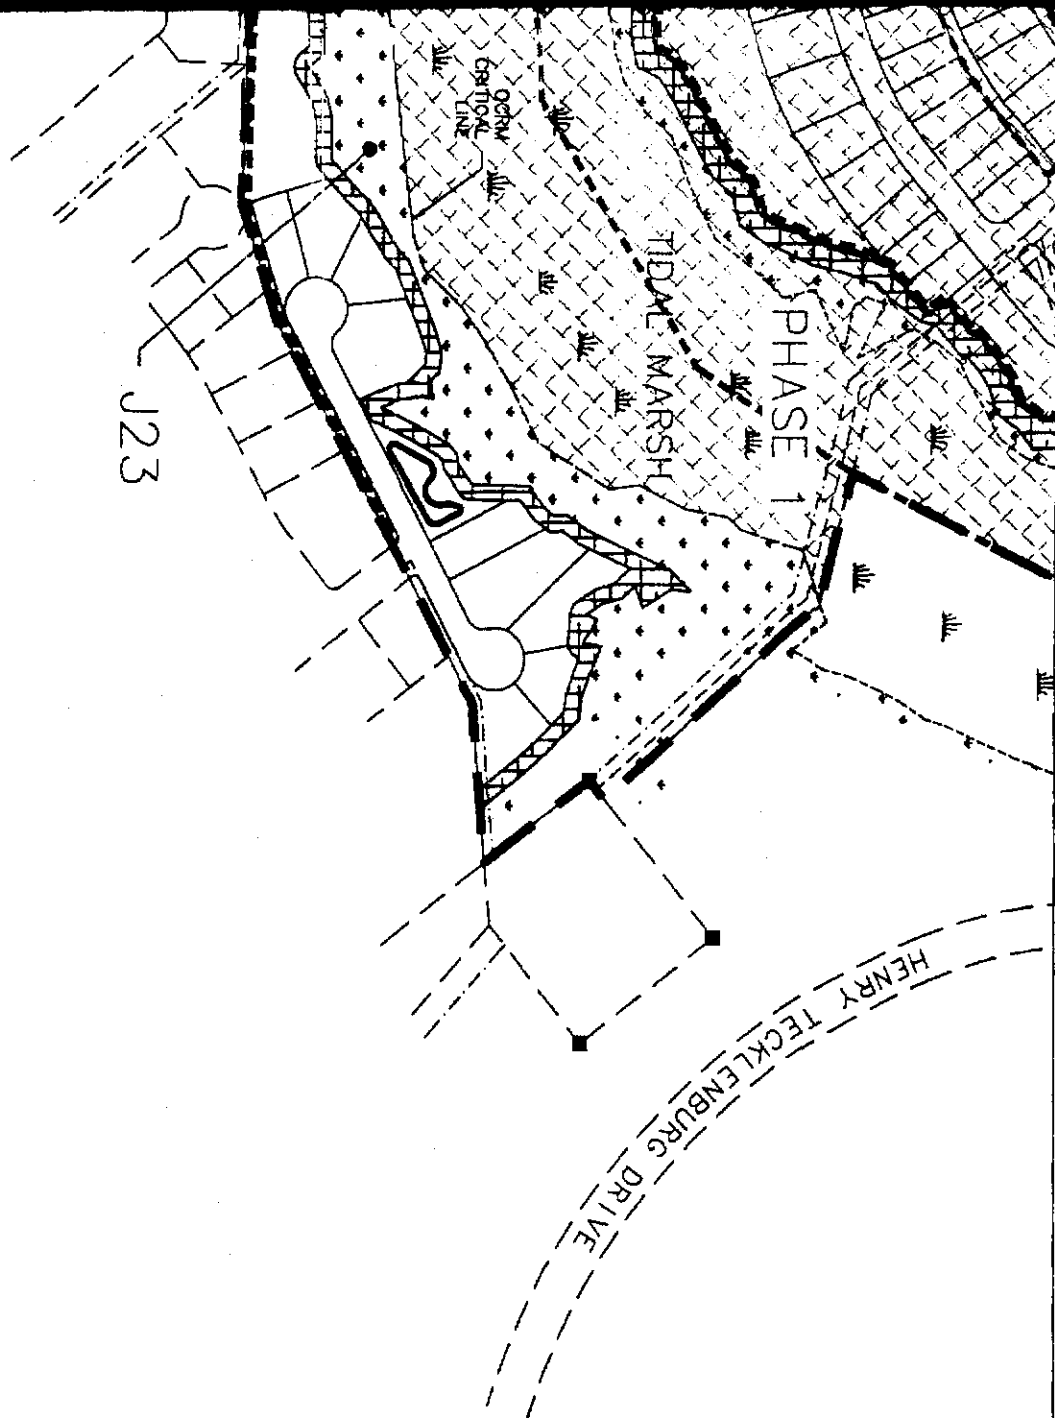 OCRM
CRITICAL
LINE
TIDAL MARSH
PHASE 1
J23
HENRY TECKLENBURG DRIVE